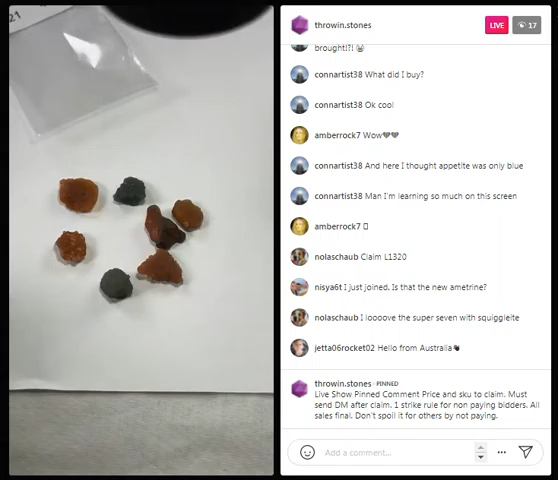 21
throwin.stones
LIVE
17
brought!?! 😭
connartist38 What did I buy?
connartist38 Ok cool
amberrock7 Wow🤎🤎
connartist38 And here I thought appetite was only blue
connartist38 Man I'm learning so much on this screen
amberrock7
nolaschaub Claim L1320
nisya6t I just joined. Is that the new ametrine?
nolaschaub I loooove the super seven with squiggleite
jetta06rocket02 Hello from Australia👋
throwin.stones · PINNED
Live Show Pinned Comment Price and sku to claim. Must
send DM after claim. 1 strike rule for non paying bidders. All
sales final. Don't spoil it for others by not paying.
Add a comment...